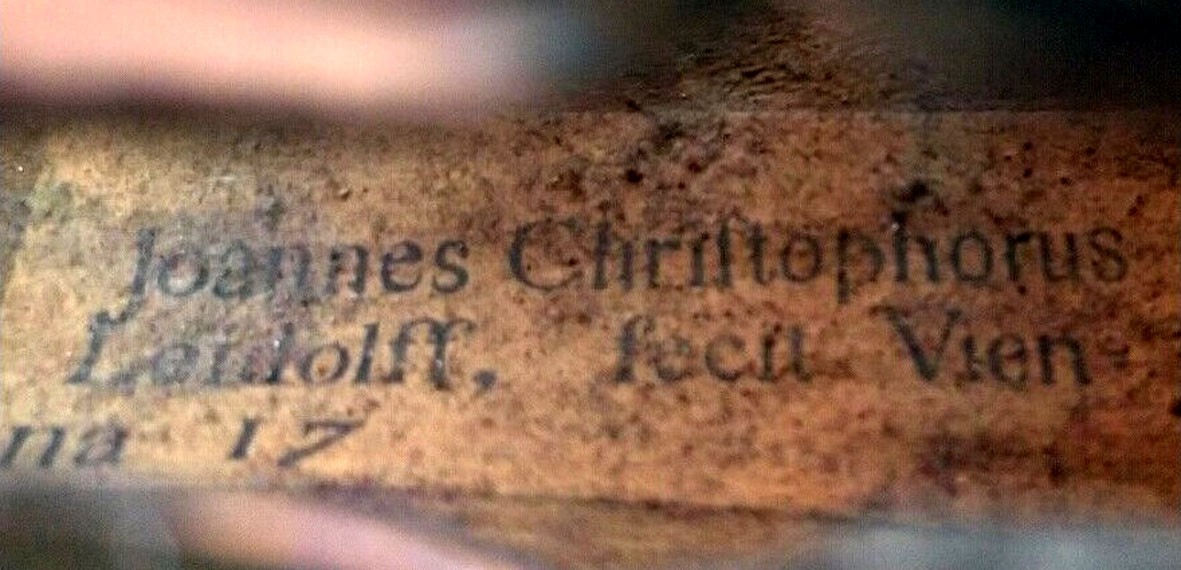 Joannes Chriſtophorus
Leidolff, fecit Vien-
na 17